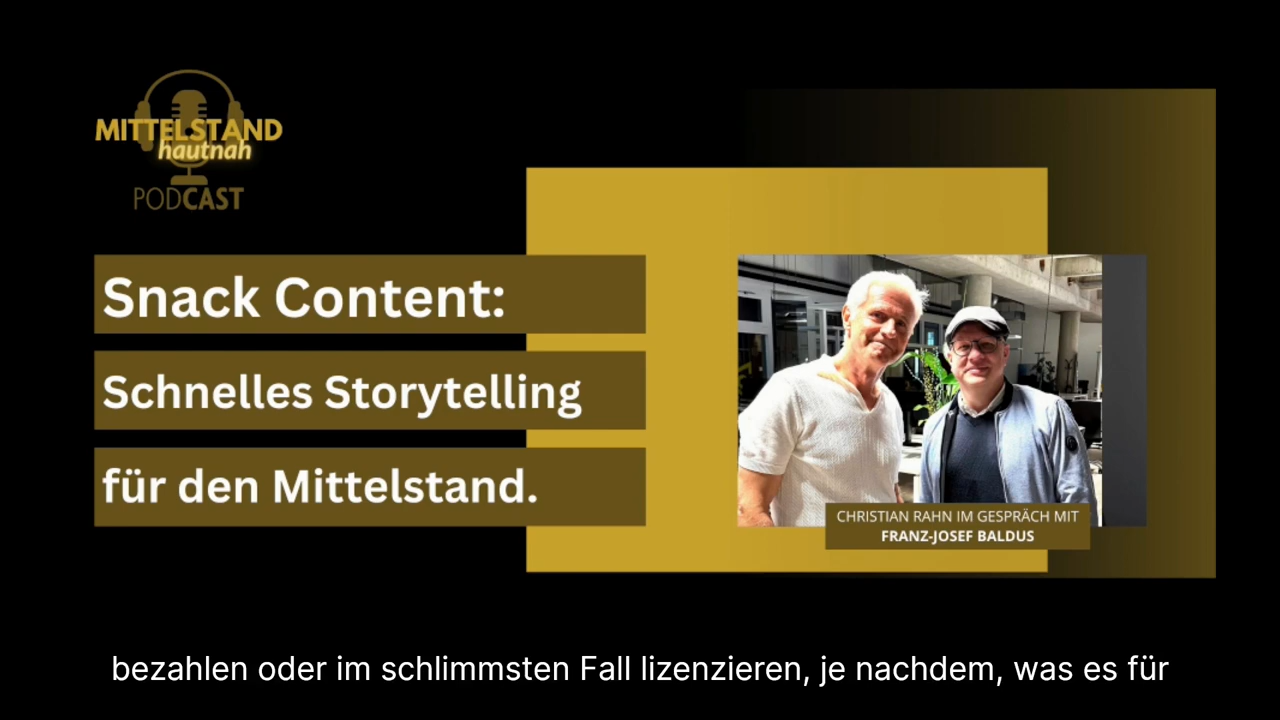 MITTELSTAND
hautnah
PODCAST
Snack Content:
Schnelles Storytelling
für den Mittelstand.
CHRISTIAN RAHN IM GESPRÄCH MIT
FRANZ-JOSEF BALDUS
bezahlen oder im schlimmsten Fall lizenzieren, je nachdem, was es für